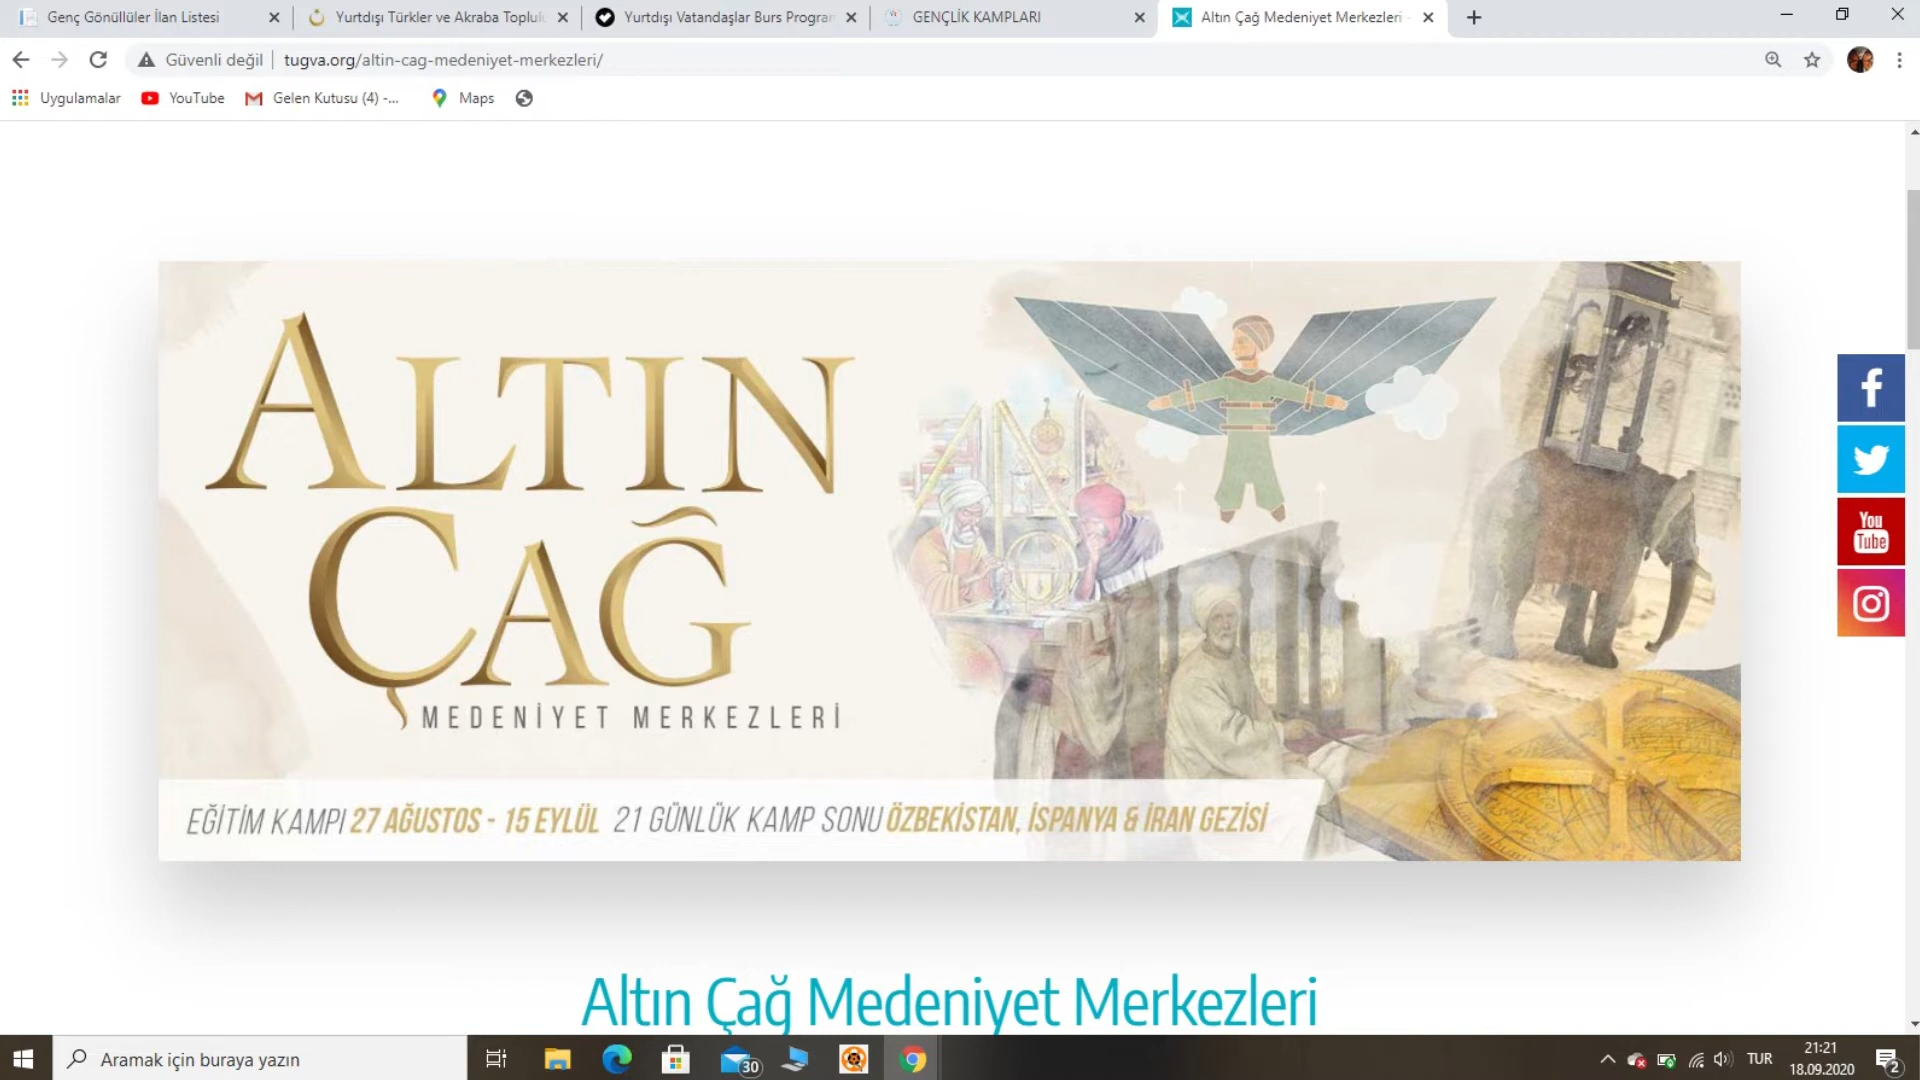 Genç Gönüllüler İlan Listesi
Yurtdışı Türkler ve Akraba Toplulu
Yurtdışı Vatandaşlar Burs Program
GENÇLİK KAMPLARI
Altın Çağ Medeniyet Merkezleri -
Güvenli değil
tugva.org/altin-cag-medeniyet-merkezleri/
Uygulamalar
YouTube
Gelen Kutusu (4) -...
Maps
ALTIN
ÇAĞ
MEDENİYET MERKEZLERİ
EĞİTİM KAMPI 27 AĞUSTOS - 15 EYLÜL 21 GÜNLÜK KAMP SONU ÖZBEKİSTAN, İSPANYA & İRAN GEZİSİ
You
Tube
Altın Çağ Medeniyet Merkezleri
Aramak için buraya yazın
30
TUR
21:21
18.09.2020
2